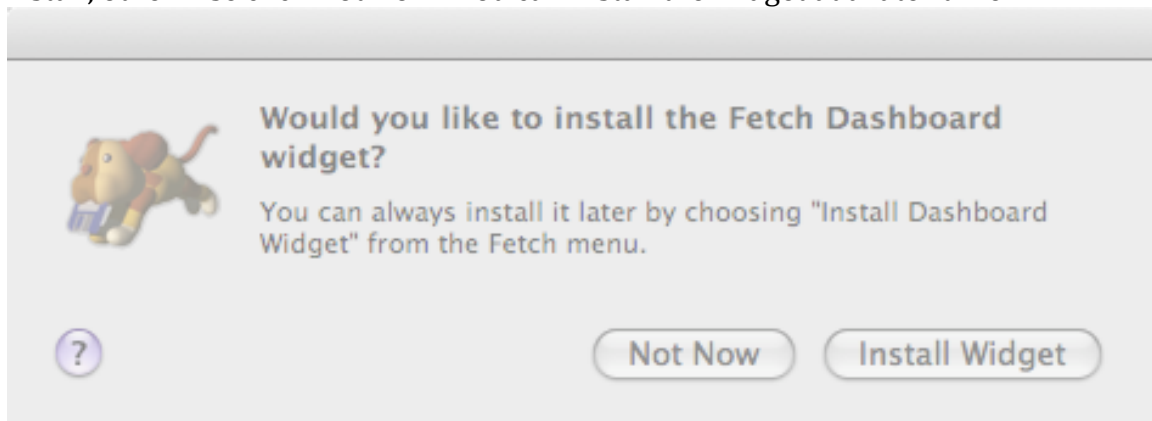 Would you like to install the Fetch Dashboard
widget?
You can always install it later by choosing "Install Dashboard
Widget" from the Fetch menu.
?
Not Now
Install Widget